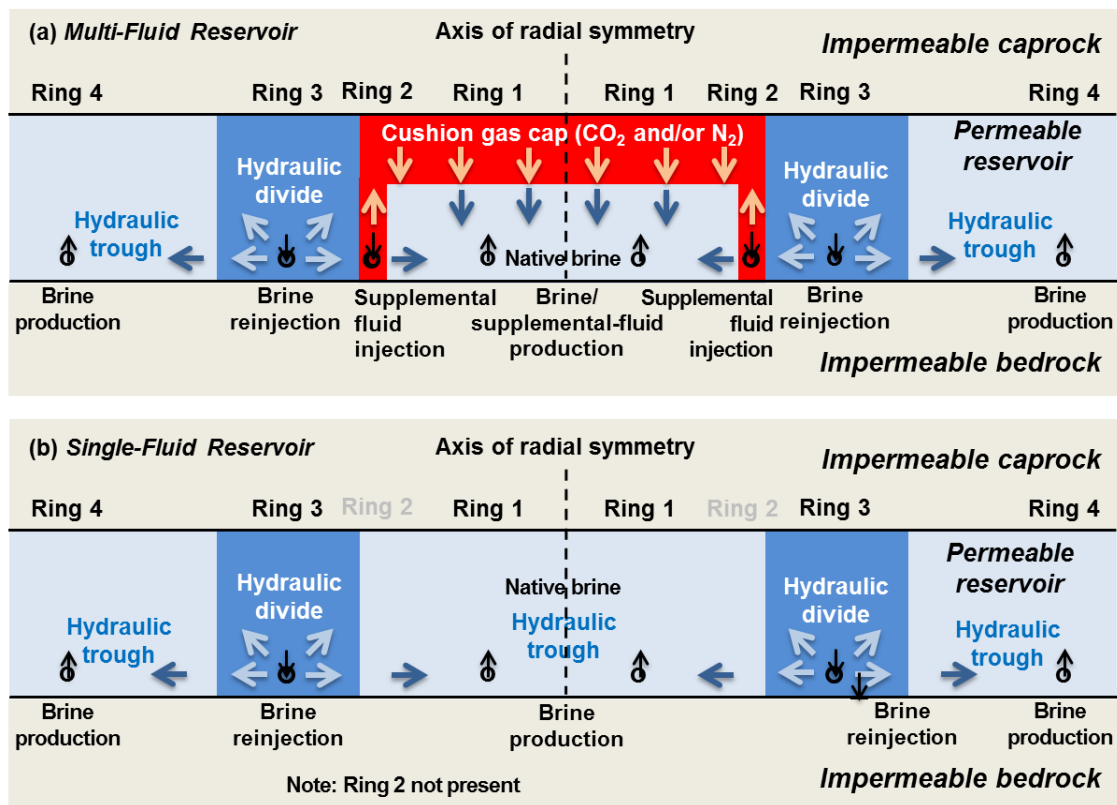 (a) Multi-Fluid Reservoir
Axis of radial symmetry
Impermeable caprock
Ring 4
Ring 3
Ring 2
Ring 1
Ring 1
Ring 2
Ring 3
Ring 4
Cushion gas cap (CO₂ and/or N₂)
Permeable
reservoir
Hydraulic
divide
Hydraulic
divide
Hydraulic
trough
Hydraulic
trough
Native brine
Brine
production
Brine
reinjection
Supplemental
fluid
injection
Brine/
supplemental-fluid
production
Supplemental
fluid
injection
Brine
reinjection
Brine
production
Impermeable bedrock
(b) Single-Fluid Reservoir
Axis of radial symmetry
Impermeable caprock
Ring 4
Ring 3
Ring 2
Ring 1
Ring 1
Ring 2
Ring 3
Ring 4
Permeable
reservoir
Hydraulic
divide
Native brine
Hydraulic
divide
Hydraulic
trough
Hydraulic
trough
Hydraulic
trough
Brine
production
Brine
reinjection
Brine
production
Brine
reinjection
Brine
production
Note: Ring 2 not present
Impermeable bedrock